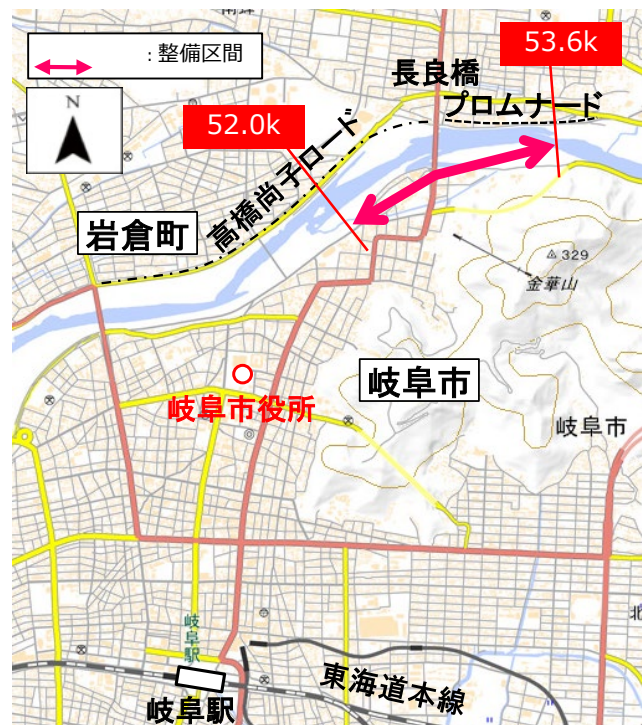 ：整備区間
53.6k
長良橋
プロムナード
N
52.0k
高橋尚子ロード
岩倉町
329
金華山
岐阜市
岐阜市役所
岐阜市
北
岐阜駅
東海道本線
岐阜駅